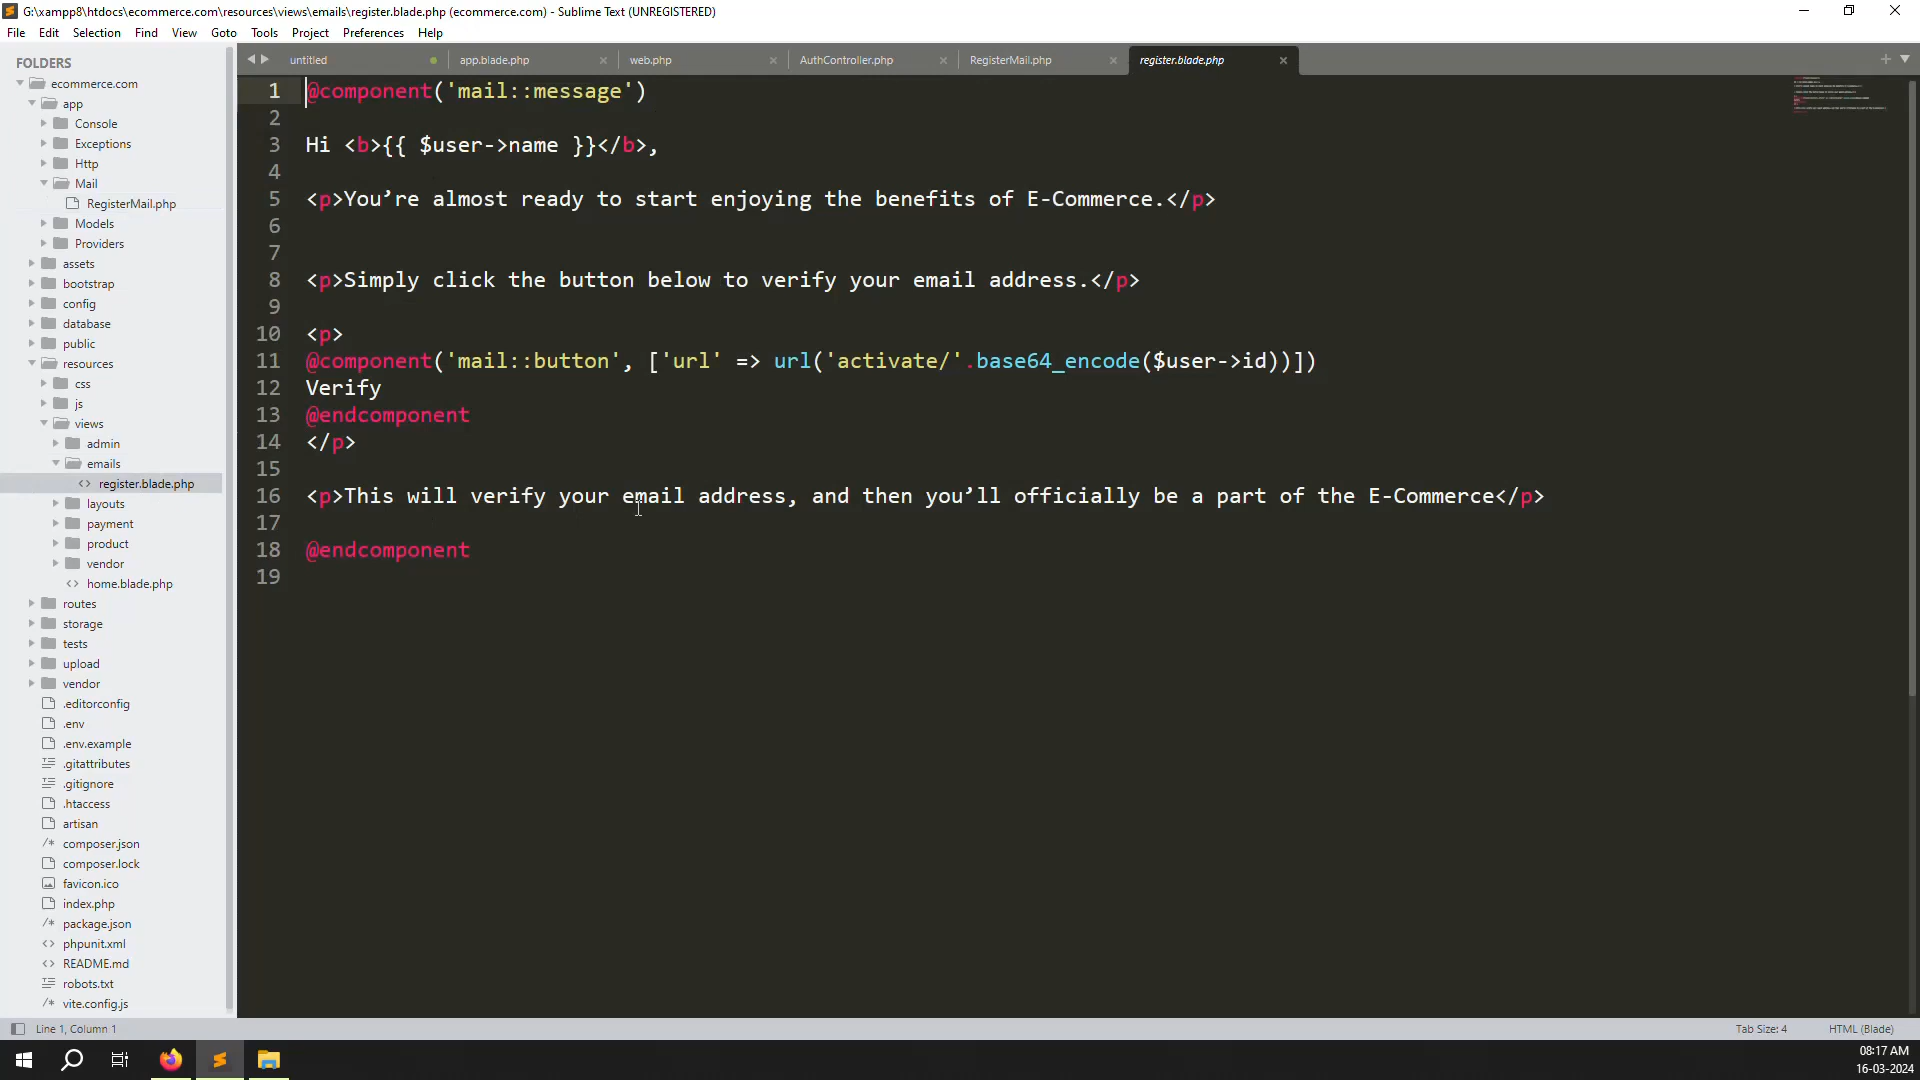 G:\xampp8\htdocs\ecommerce.com\resources\views\emails\register.blade.php (ecommerce.com) - Sublime Text (UNREGISTERED)
File Edit Selection Find View Goto Tools Project Preferences Help
FOLDERS
ecommerce.com
app
Console
Exceptions
Http
Mail
RegisterMail.php
Models
Providers
assets
bootstrap
config
database
public
resources
css
js
views
admin
emails
register.blade.php
layouts
payment
product
vendor
home.blade.php
routes
storage
tests
upload
vendor
.editorconfig
.env
.env.example
.gitattributes
.gitignore
.htaccess
artisan
composer.json
composer.lock
favicon.ico
index.php
package.json
phpunit.xml
README.md
robots.txt
vite.config.js
untitled app.blade.php web.php AuthController.php RegisterMail.php register.blade.php
1 @component('mail::message')
2
3 Hi <b>{{ $user->name }}</b>,
4
5 <p>You’re almost ready to start enjoying the benefits of E-Commerce.</p>
6
7
8 <p>Simply click the button below to verify your email address.</p>
9
10 <p>
11 @component('mail::button', ['url' => url('activate/'.base64_encode($user->id))])
12 Verify
13 @endcomponent
14 </p>
15
16 <p>This will verify your email address, and then you’ll officially be a part of the E-Commerce</p>
17
18 @endcomponent
19
Line 1, Column 1 Tab Size: 4 HTML (Blade)
08:17 AM
16-03-2024